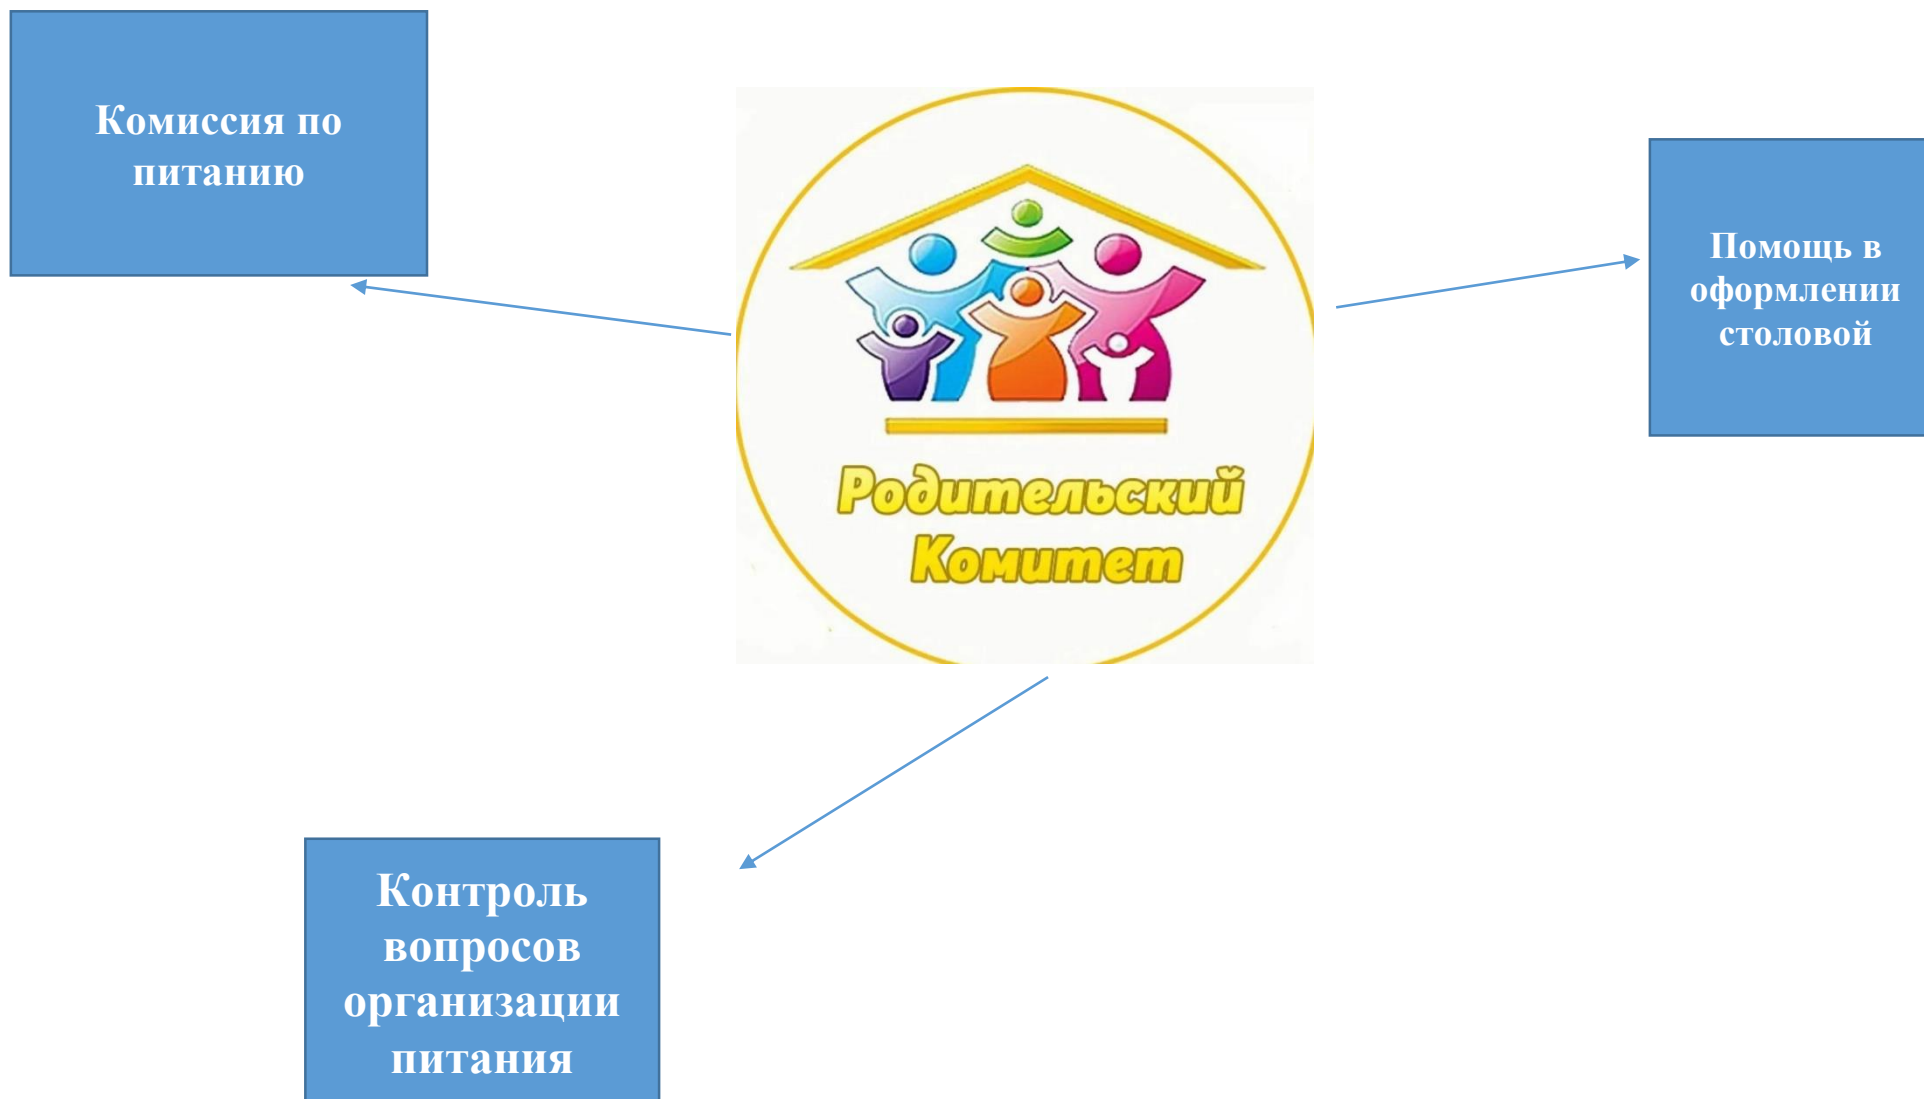 Комиссия по
питанию
Помощь в
оформлении
столовой
Родительский
Комитет
Контроль
вопросов
организации
питания